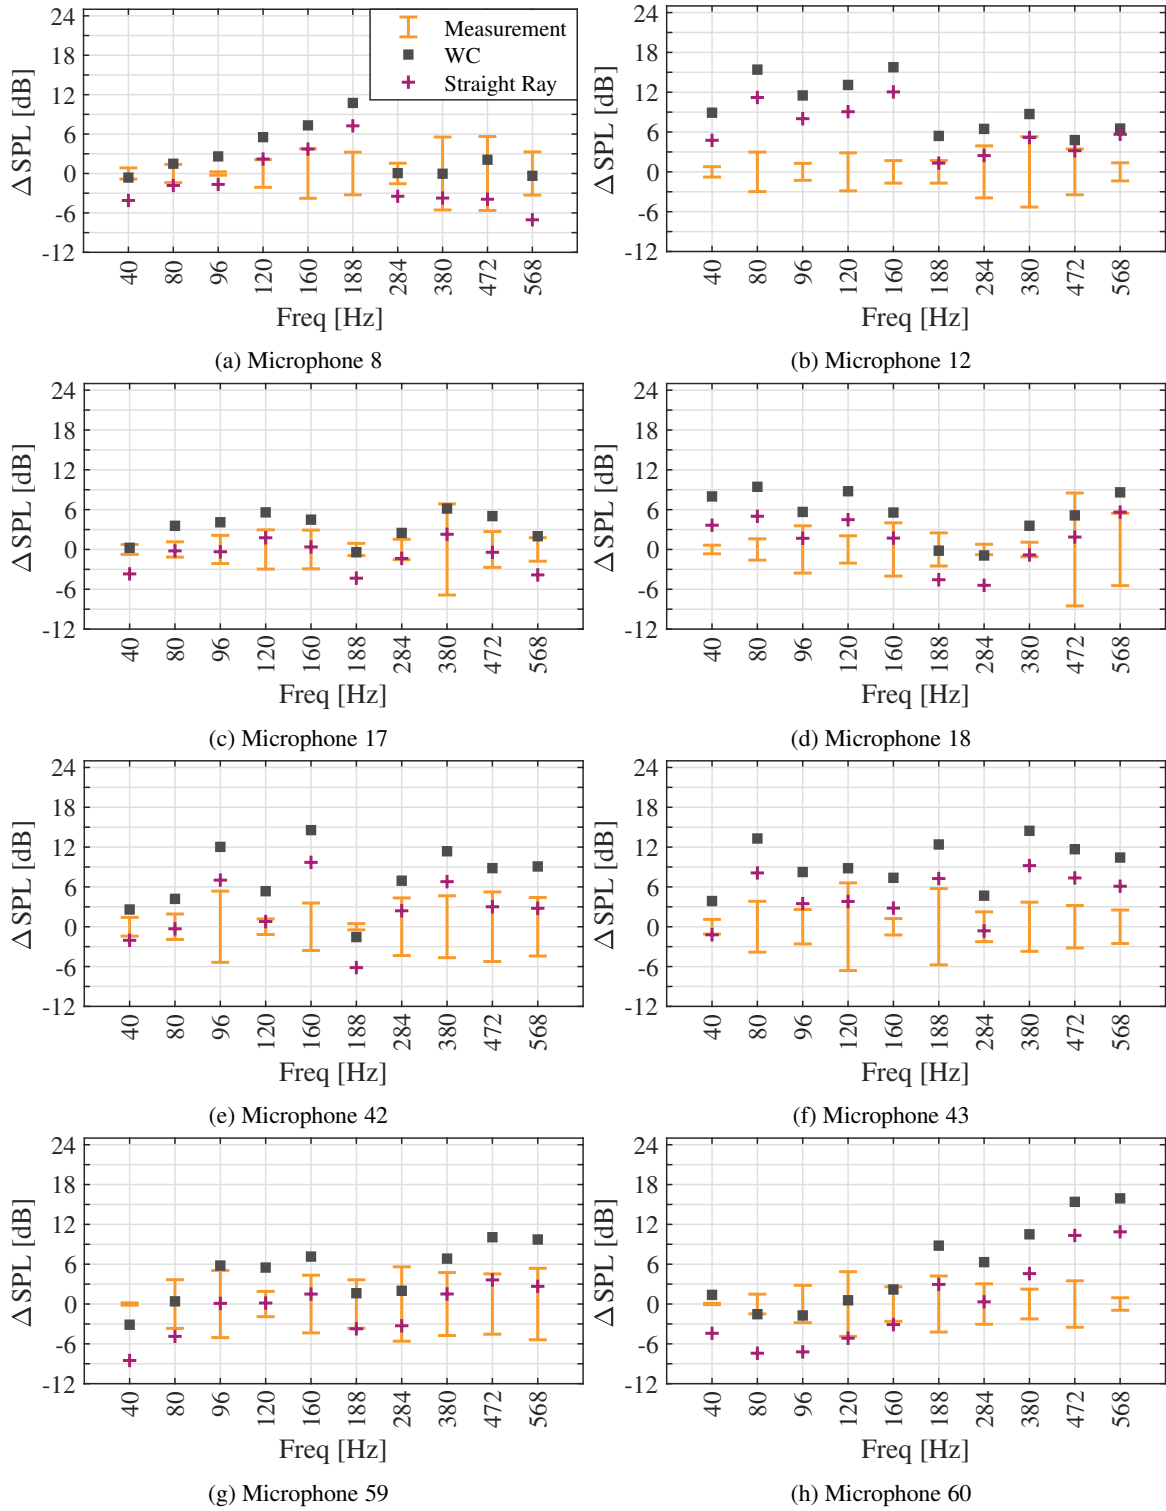 24
18
12
6
0
-6
-12
ΔSPL [dB]
Measurement
WC
Straight Ray
40 80 96 120 160 188 284 380 472 568
Freq [Hz]
(a) Microphone 8
24
18
12
6
0
-6
-12
ΔSPL [dB]
40 80 96 120 160 188 284 380 472 568
Freq [Hz]
(b) Microphone 12
24
18
12
6
0
-6
-12
ΔSPL [dB]
40 80 96 120 160 188 284 380 472 568
Freq [Hz]
(c) Microphone 17
24
18
12
6
0
-6
-12
ΔSPL [dB]
40 80 96 120 160 188 284 380 472 568
Freq [Hz]
(d) Microphone 18
24
18
12
6
0
-6
-12
ΔSPL [dB]
40 80 96 120 160 188 284 380 472 568
Freq [Hz]
(e) Microphone 42
24
18
12
6
0
-6
-12
ΔSPL [dB]
40 80 96 120 160 188 284 380 472 568
Freq [Hz]
(f) Microphone 43
24
18
12
6
0
-6
-12
ΔSPL [dB]
40 80 96 120 160 188 284 380 472 568
Freq [Hz]
(g) Microphone 59
24
18
12
6
0
-6
-12
ΔSPL [dB]
40 80 96 120 160 188 284 380 472 568
Freq [Hz]
(h) Microphone 60